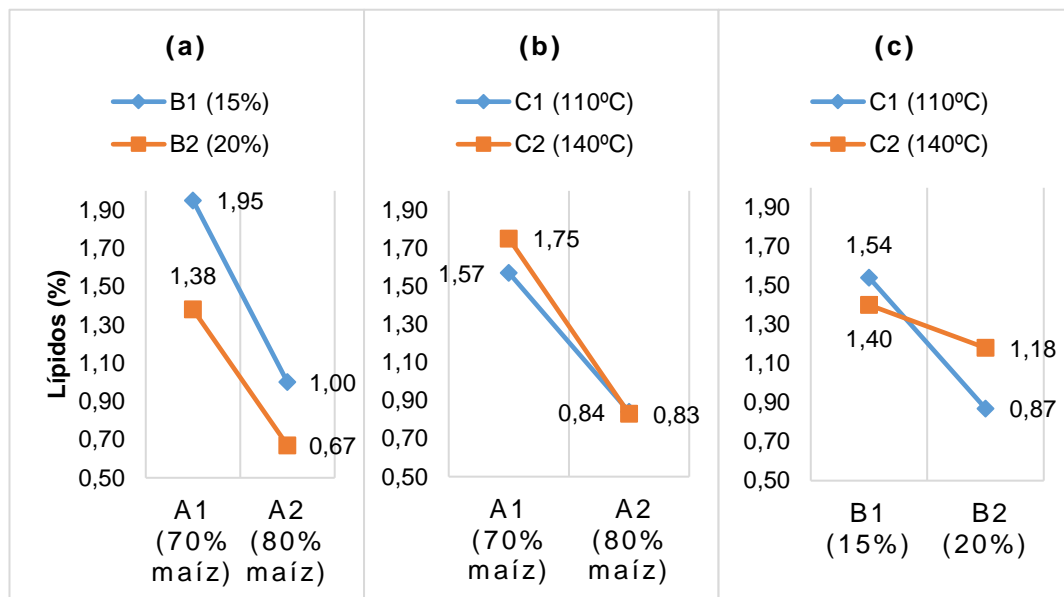 (a)
B1 (15%)
B2 (20%)
Lípidos (%)
1,90
1,70
1,50
1,30
1,10
0,90
0,70
0,50
1,95
1,38
1,00
0,67
A1
(70%
maíz)
A2
(80%
maíz)
(b)
C1 (110ºC)
C2 (140ºC)
1,90
1,70
1,50
1,30
1,10
0,90
0,70
0,50
1,75
1,57
0,84
0,83
A1
(70%
maíz)
A2
(80%
maíz)
(c)
C1 (110ºC)
C2 (140ºC)
1,90
1,70
1,50
1,30
1,10
0,90
0,70
0,50
1,54
1,40
1,18
0,87
B1
(15%)
B2
(20%)